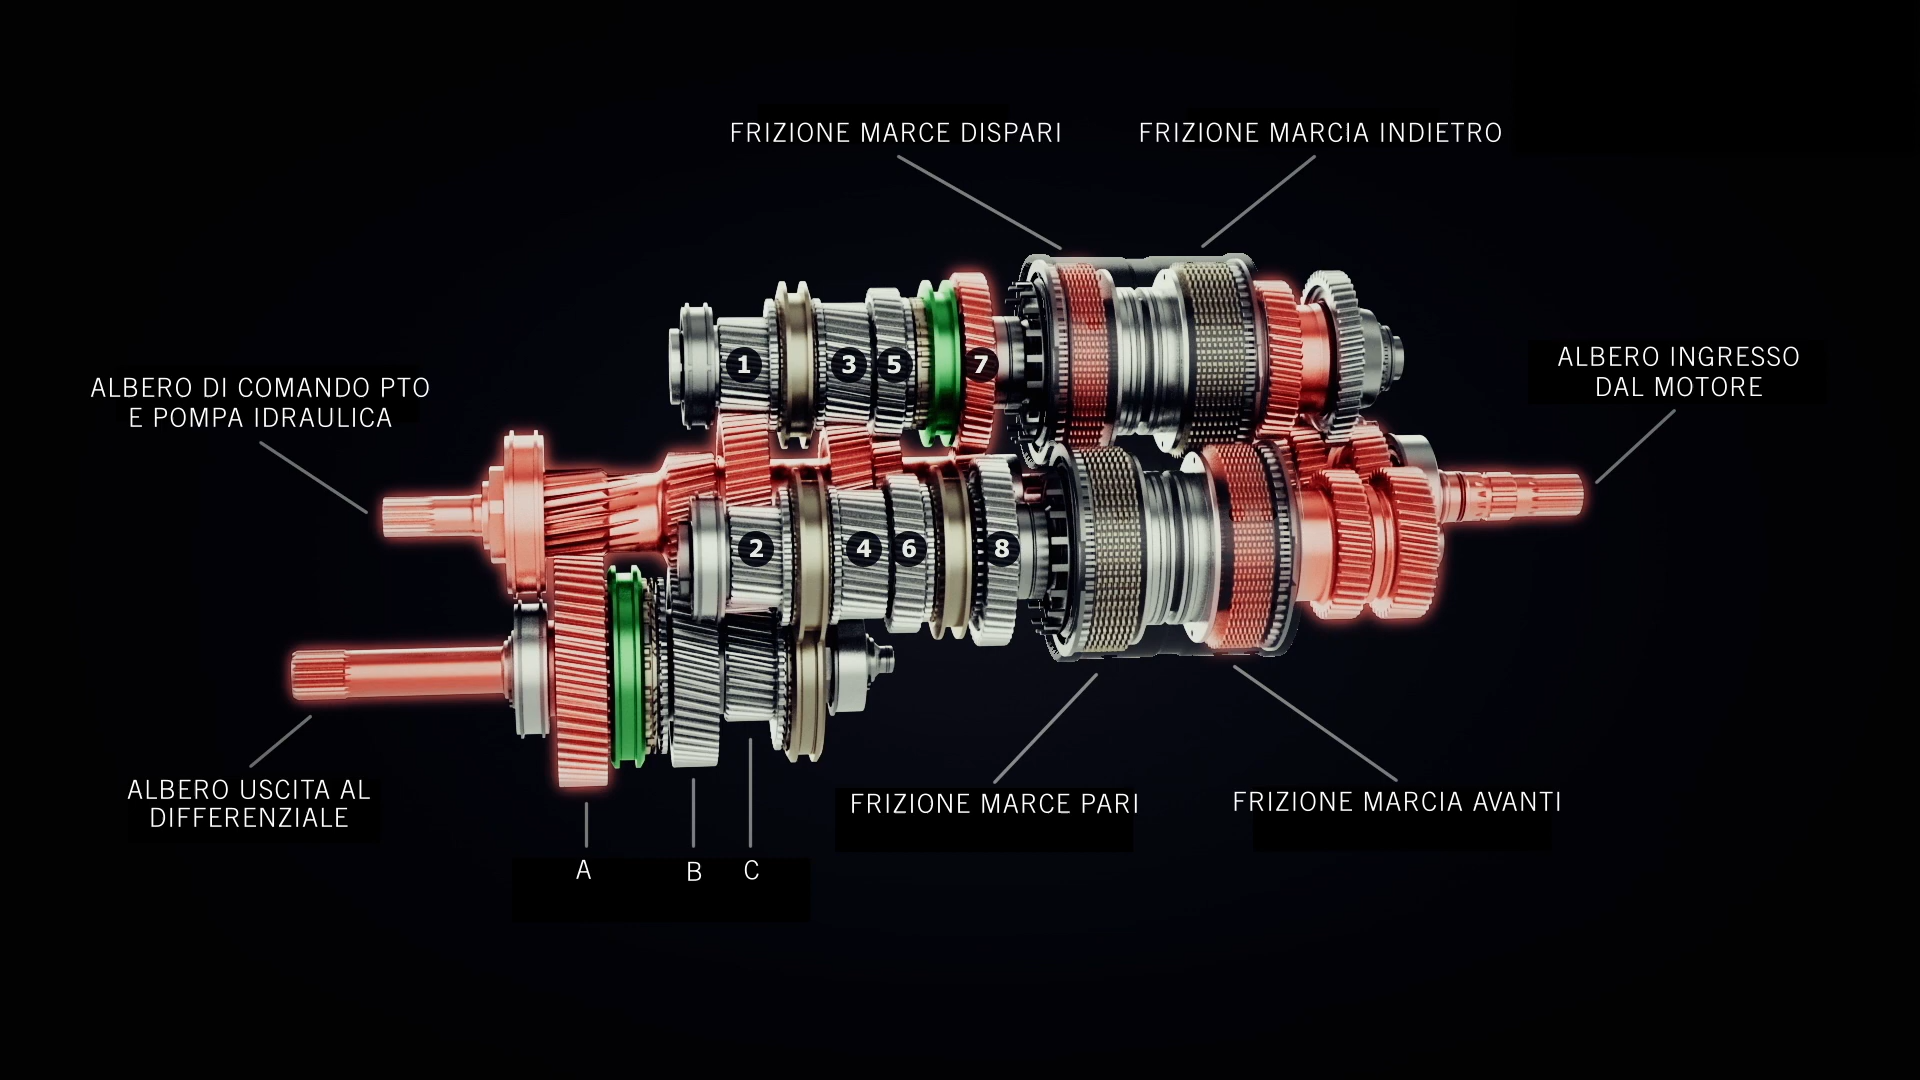 FRIZIONE MARCE DISPARI
FRIZIONE MARCIA INDIETRO
ALBERO INGRESSO
DAL MOTORE
ALBERO DI COMANDO PTO
E POMPA IDRAULICA
1
3
5
7
2
4
6
8
ALBERO USCITA AL
DIFFERENZIALE
FRIZIONE MARCE PARI
FRIZIONE MARCIA AVANTI
A
B
C